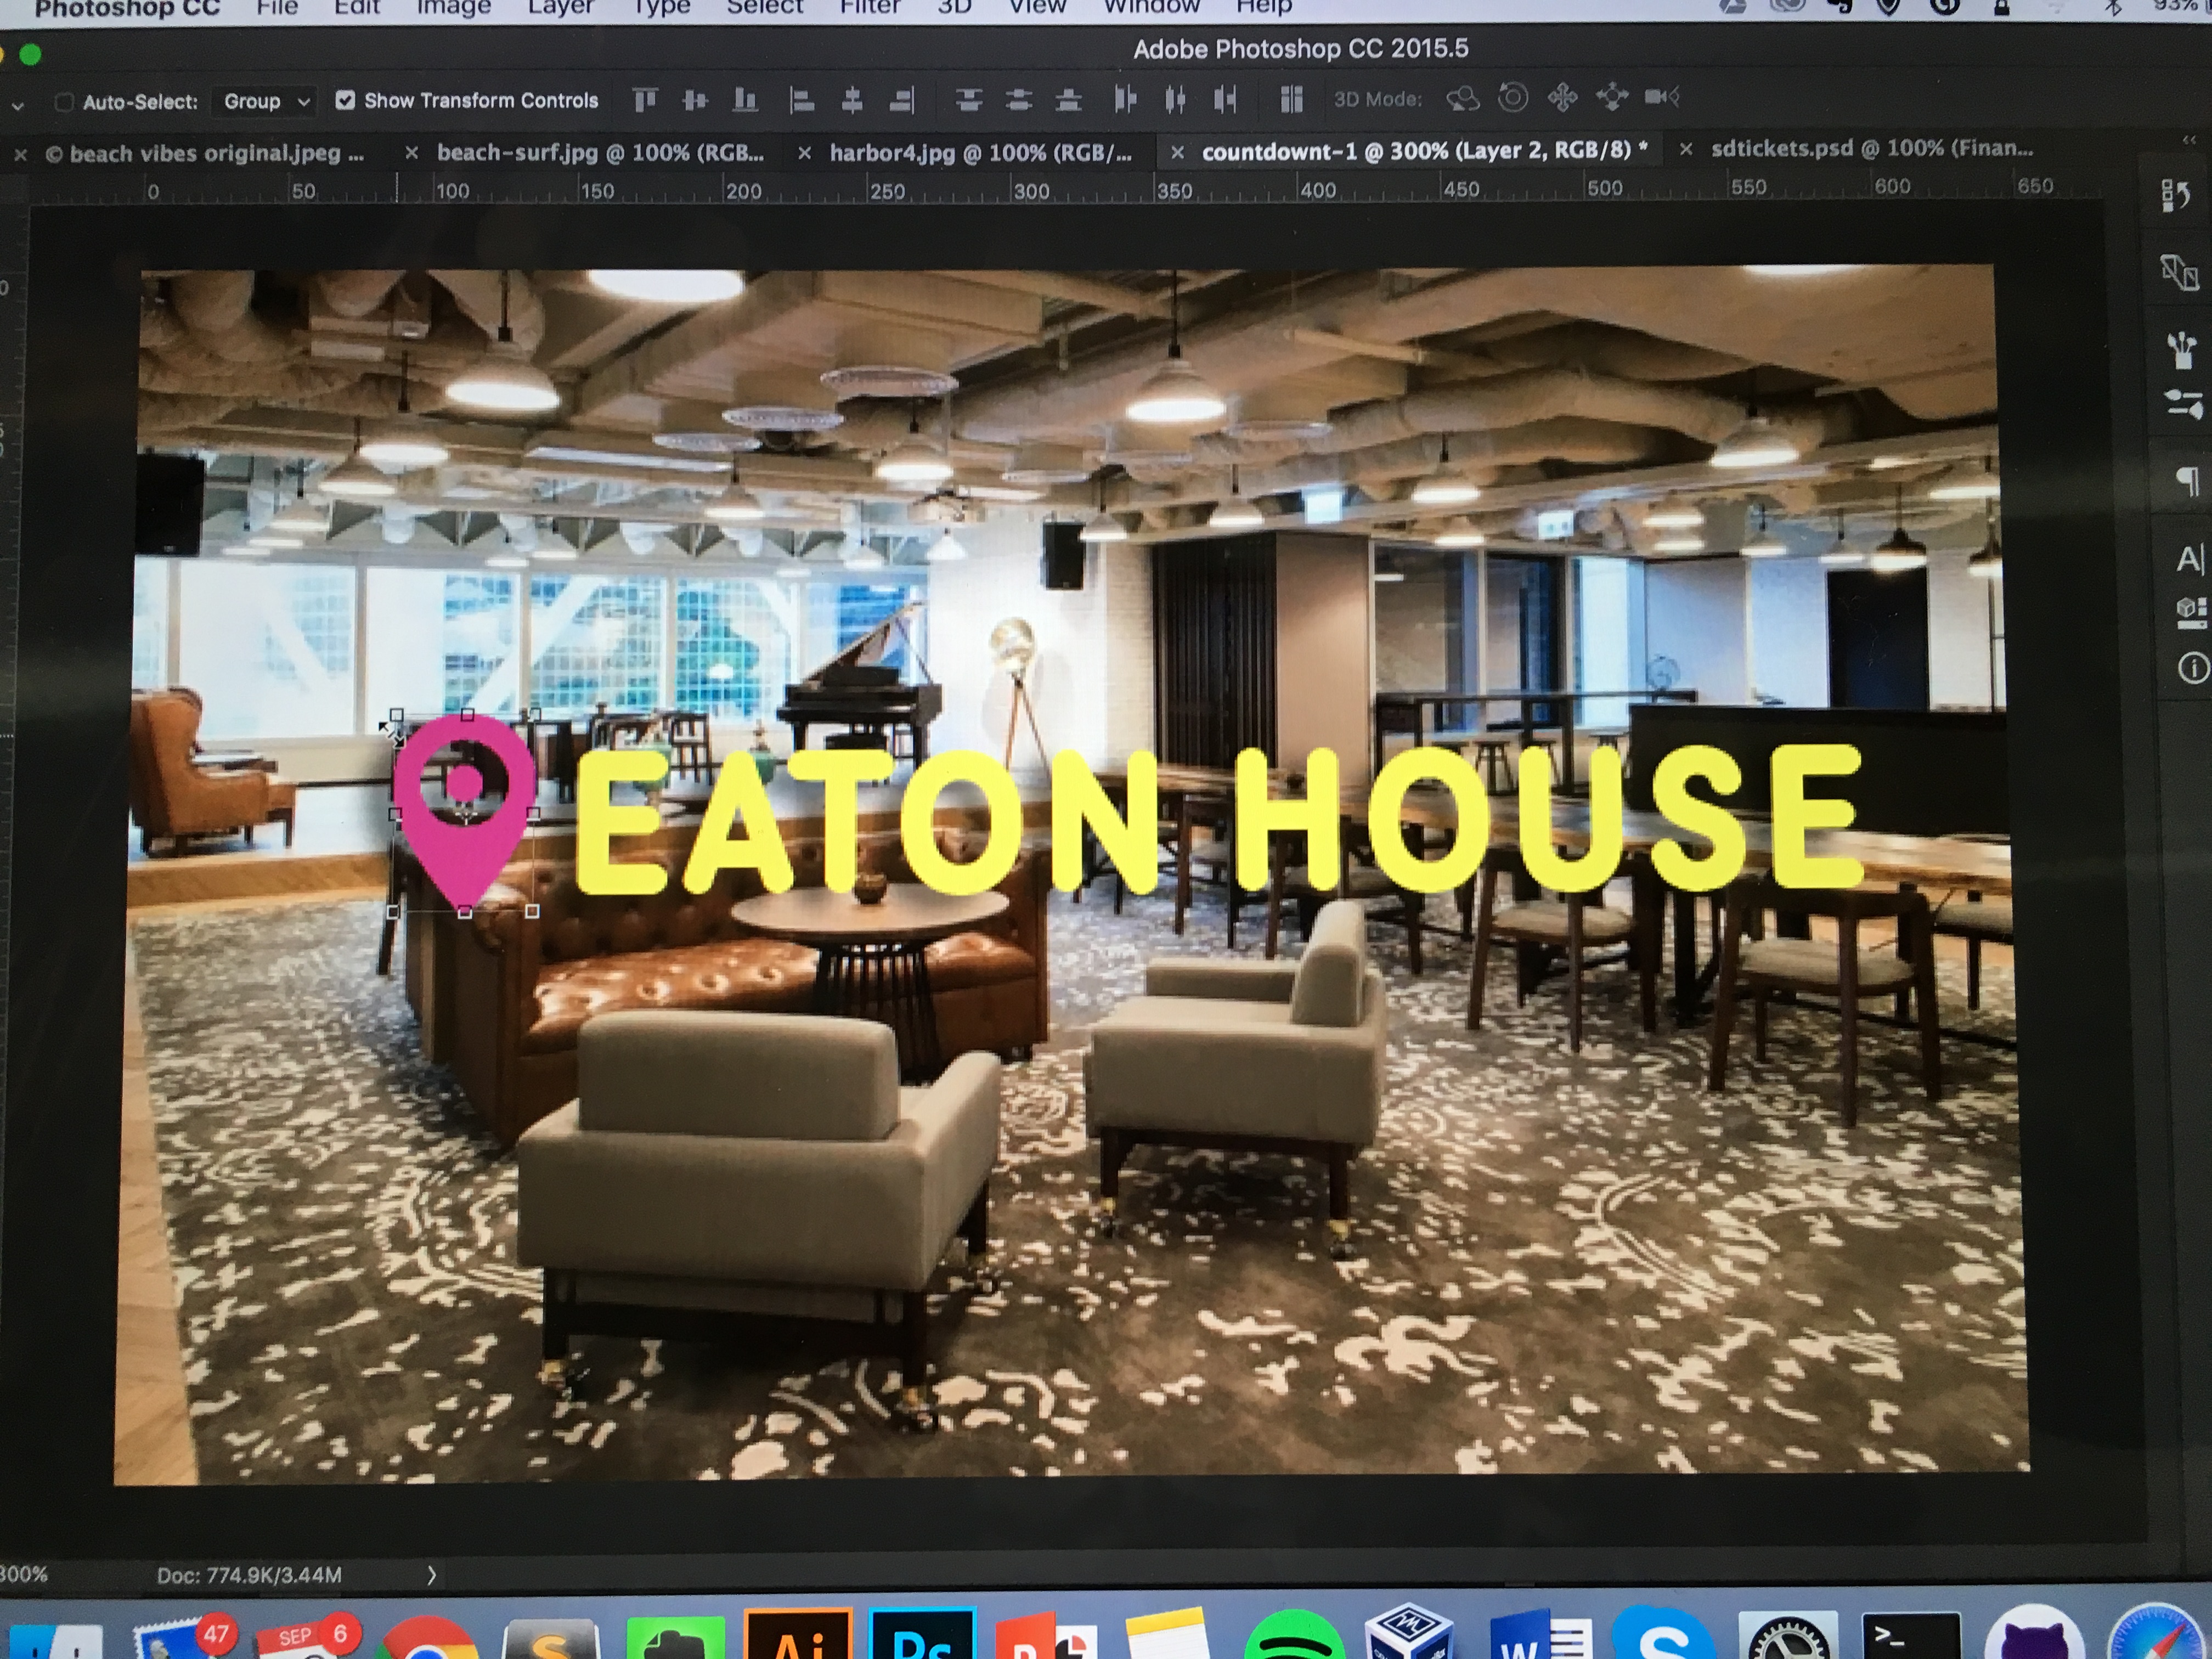 Photoshop CC File Edit Image Layer Type Select Filter 3D View Window Help 93%
Adobe Photoshop CC 2015.5
Auto-Select: Group Show Transform Controls 3D Mode:
© beach vibes original.jpeg ... beach-surf.jpg @ 100% (RGB... harbor4.jpg @ 100% (RGB/... countdownt-1 @ 300% (Layer 2, RGB/8) * sdtickets.psd @ 100% (Finan...
0 50 100 150 200 250 300 350 400 450 500 550 600 650
0
A|
EATON HOUSE
300% Doc: 774.9K/3.44M
47 SEP 6 S Ai Ps P W S >_